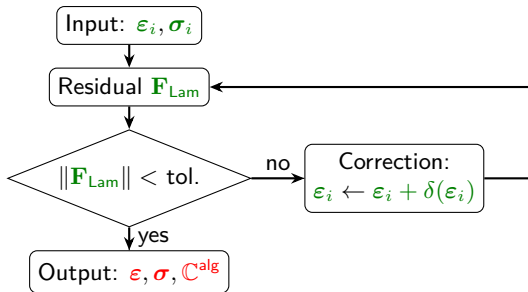 Input: εᵢ, σᵢ
Residual F_Lam
‖F_Lam‖ < tol.
no
Correction:
εᵢ ← εᵢ + δ(εᵢ)
yes
Output: ε, σ, ℂ^alg